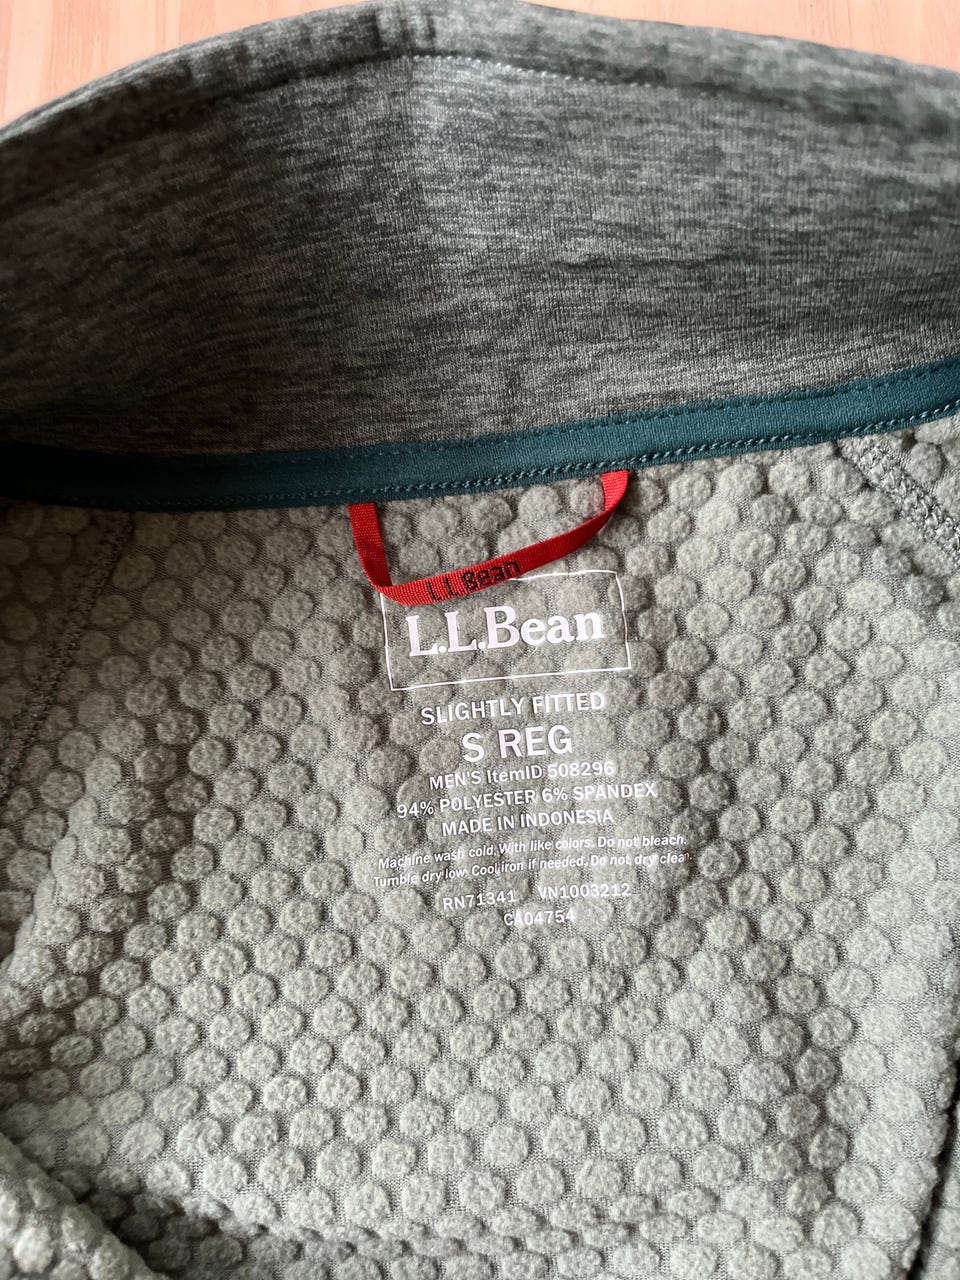 L.L.Bean
L.L.Bean
SLIGHTLY FITTED
S REG
MEN'S ItemID 508296
94% POLYESTER 6% SPANDEX
MADE IN INDONESIA
Machine wash cold. With like colors. Do not bleach.
Tumble dry low. Cool iron if needed. Do not dry clean.
RN71341 VN1003212
CA04754